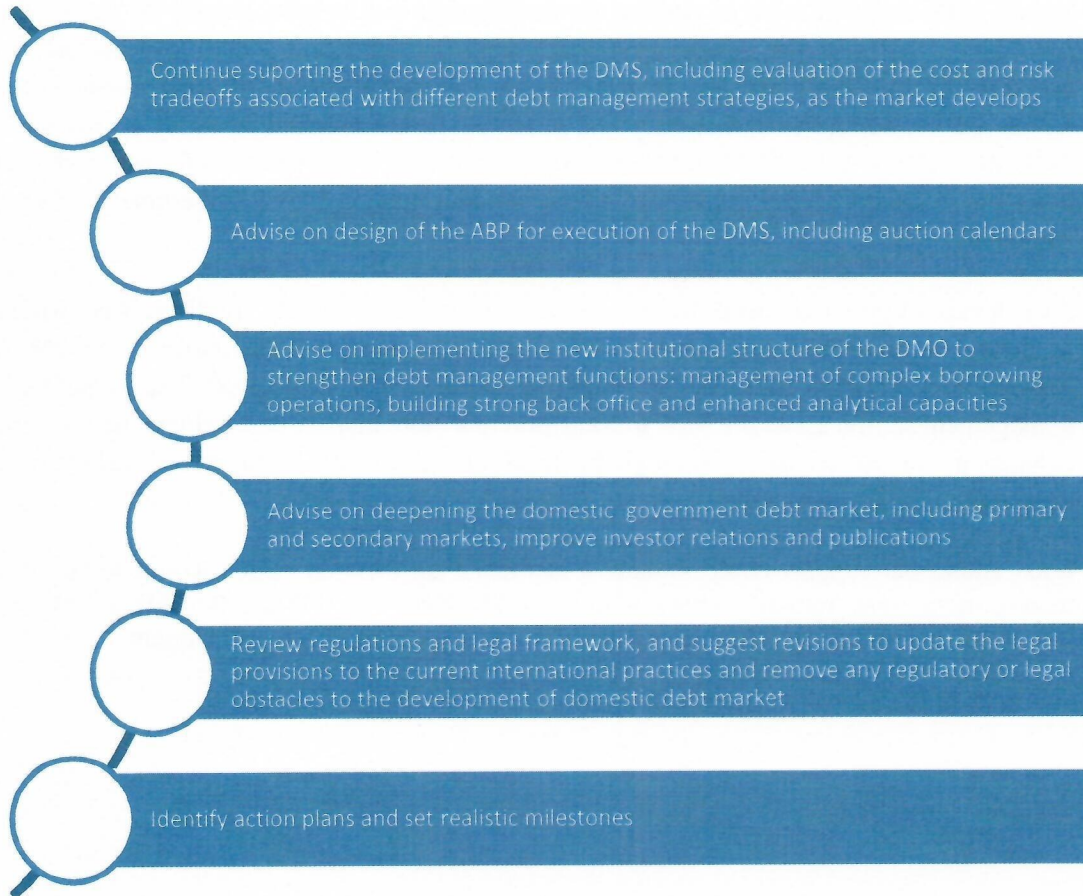 Continue suporting the development of the DMS, including evaluation of the cost and risk
tradeoffs associated with different debt management strategies, as the market develops
Advise on design of the ABP for execution of the DMS, including auction calendars
Advise on implementing the new institutional structure of the DMO to
strengthen debt management functions: management of complex borrowing
operations, building strong back office and enhanced analytical capacities
Advise on deepening the domestic government debt market, including primary
and secondary markets, improve investor relations and publications
Review regulations and legal framework, and suggest revisions to update the legal
provisions to the current international practices and remove any regulatory or legal
obstacles to the development of domestic debt market
Identify action plans and set realistic milestones